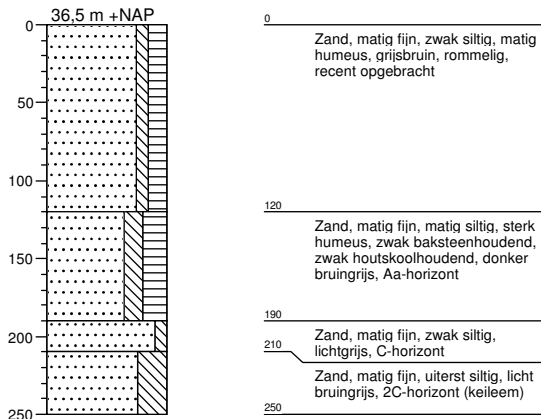 36,5 m +NAP
0
50
100
150
200
250
0
Zand, matig fijn, zwak siltig, matig
humeus, grijsbruin, rommelig,
recent opgebracht
120
Zand, matig fijn, matig siltig, sterk
humeus, zwak baksteenhoudend,
zwak houtskoolhoudend, donker
bruingrijs, Aa-horizont
190
Zand, matig fijn, zwak siltig,
lichtgrijs, C-horizont
210
Zand, matig fijn, uiterst siltig, licht
bruingrijs, 2C-horizont (keileem)
250